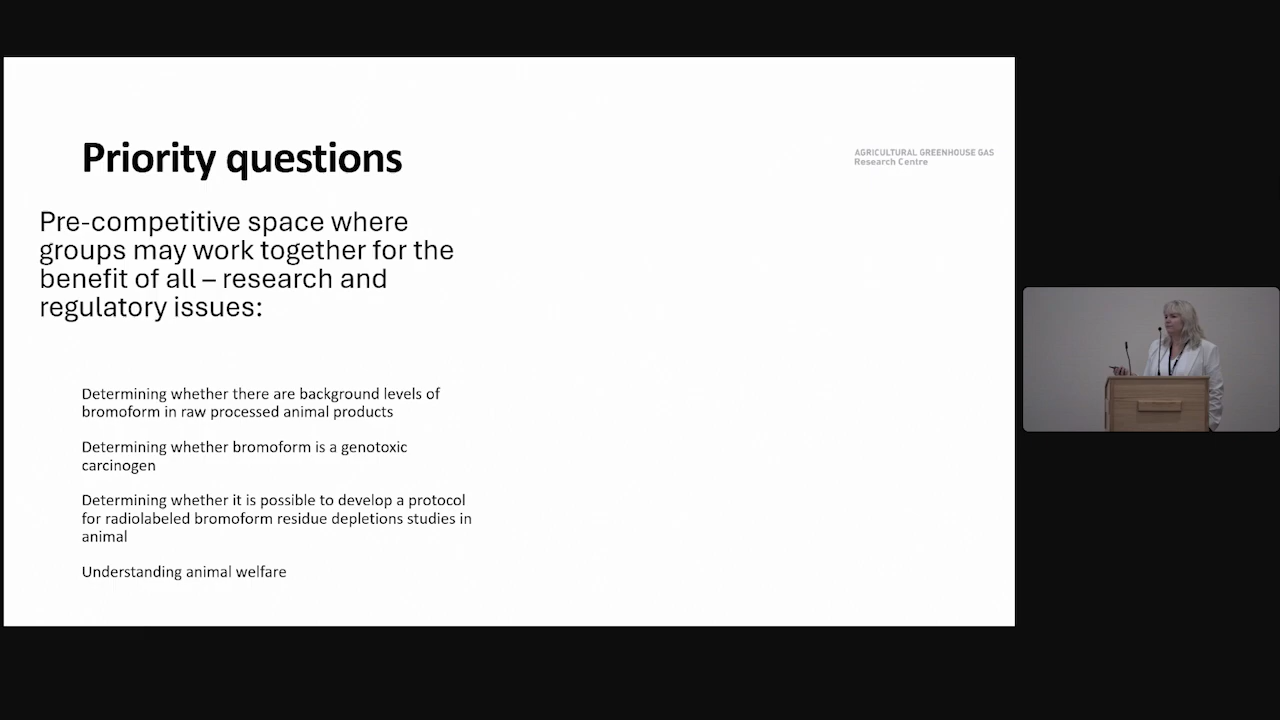 Priority questions
AGRICULTURAL GREENHOUSE GAS
Research Centre
Pre-competitive space where
groups may work together for the
benefit of all – research and
regulatory issues:
Determining whether there are background levels of
bromoform in raw processed animal products
Determining whether bromoform is a genotoxic
carcinogen
Determining whether it is possible to develop a protocol
for radiolabeled bromoform residue depletions studies in
animal
Understanding animal welfare